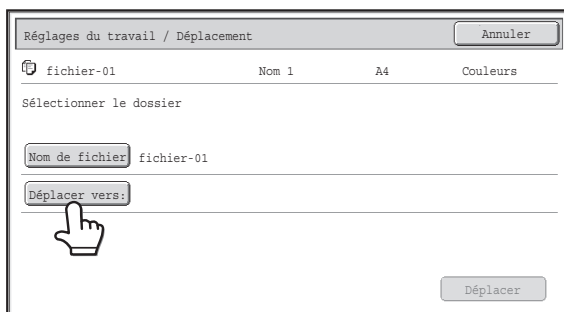 Réglages du travail / Déplacement Annuler
fichier-01 Nom 1 A4 Couleurs
Sélectionner le dossier
Nom de fichier fichier-01
Déplacer vers:
Déplacer